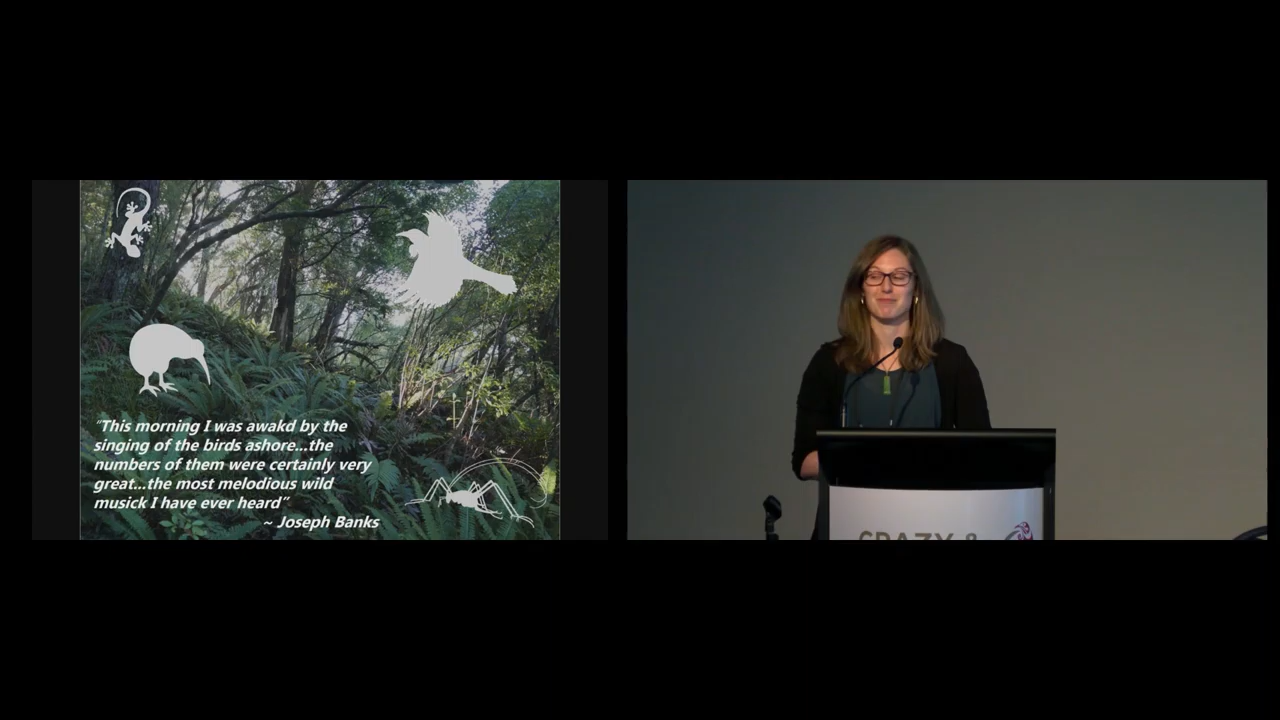 "This morning I was awakd by the
singing of the birds ashore...the
numbers of them were certainly very
great...the most melodious wild
musick I have ever heard"
~ Joseph Banks
CRAZY &